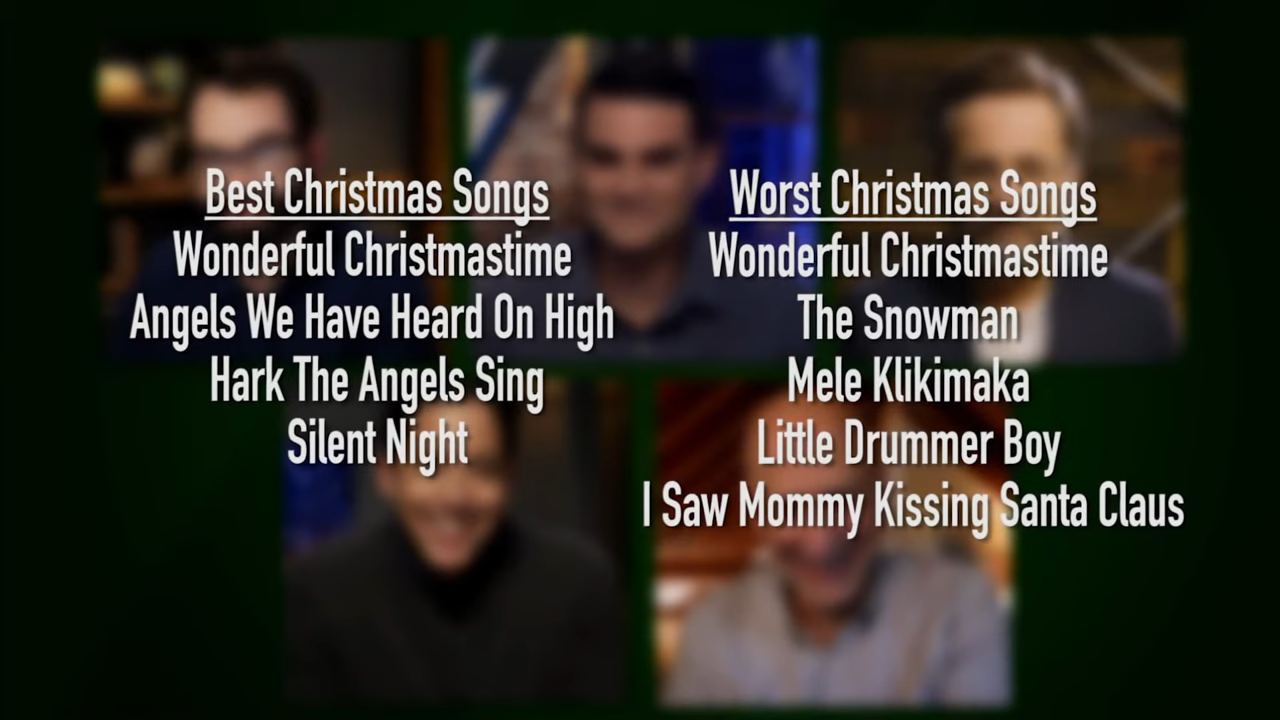 Best Christmas Songs
Wonderful Christmastime
Angels We Have Heard On High
Hark The Angels Sing
Silent Night
Worst Christmas Songs
Wonderful Christmastime
The Snowman
Mele Klikimaka
Little Drummer Boy
I Saw Mommy Kissing Santa Claus